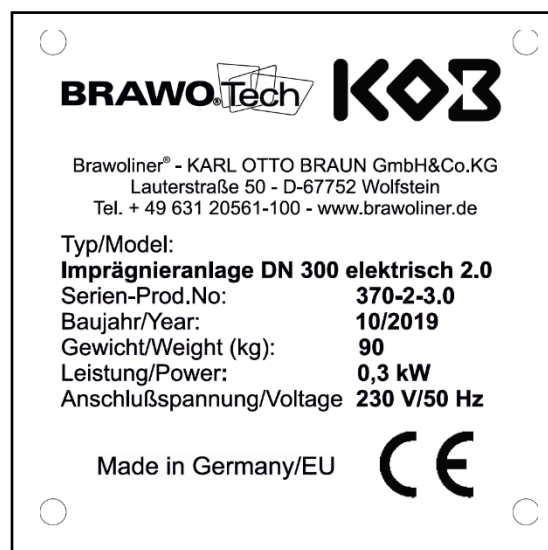 BRAWO®Tech KOB
Brawoliner® - KARL OTTO BRAUN GmbH&Co.KG
Lauterstraße 50 - D-67752 Wolfstein
Tel. + 49 631 20561-100 - www.brawoliner.de
Typ/Model:
Imprägnieranlage DN 300 elektrisch 2.0
Serien-Prod.No: 370-2-3.0
Baujahr/Year: 10/2019
Gewicht/Weight (kg): 90
Leistung/Power: 0,3 kW
Anschlußspannung/Voltage 230 V/50 Hz
Made in Germany/EU CE